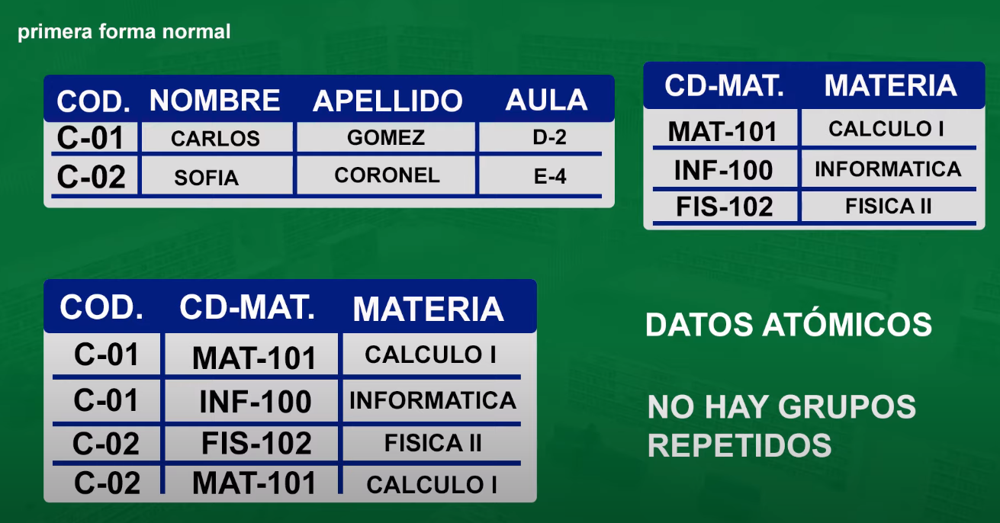 primera forma normal
COD. NOMBRE APELLIDO AULA
C-01 CARLOS GOMEZ D-2
C-02 SOFIA CORONEL E-4
CD-MAT. MATERIA
MAT-101 CALCULO I
INF-100 INFORMATICA
FIS-102 FISICA II
COD. CD-MAT. MATERIA
C-01 MAT-101 CALCULO I
C-01 INF-100 INFORMATICA
C-02 FIS-102 FISICA II
C-02 MAT-101 CALCULO I
DATOS ATÓMICOS
NO HAY GRUPOS
REPETIDOS